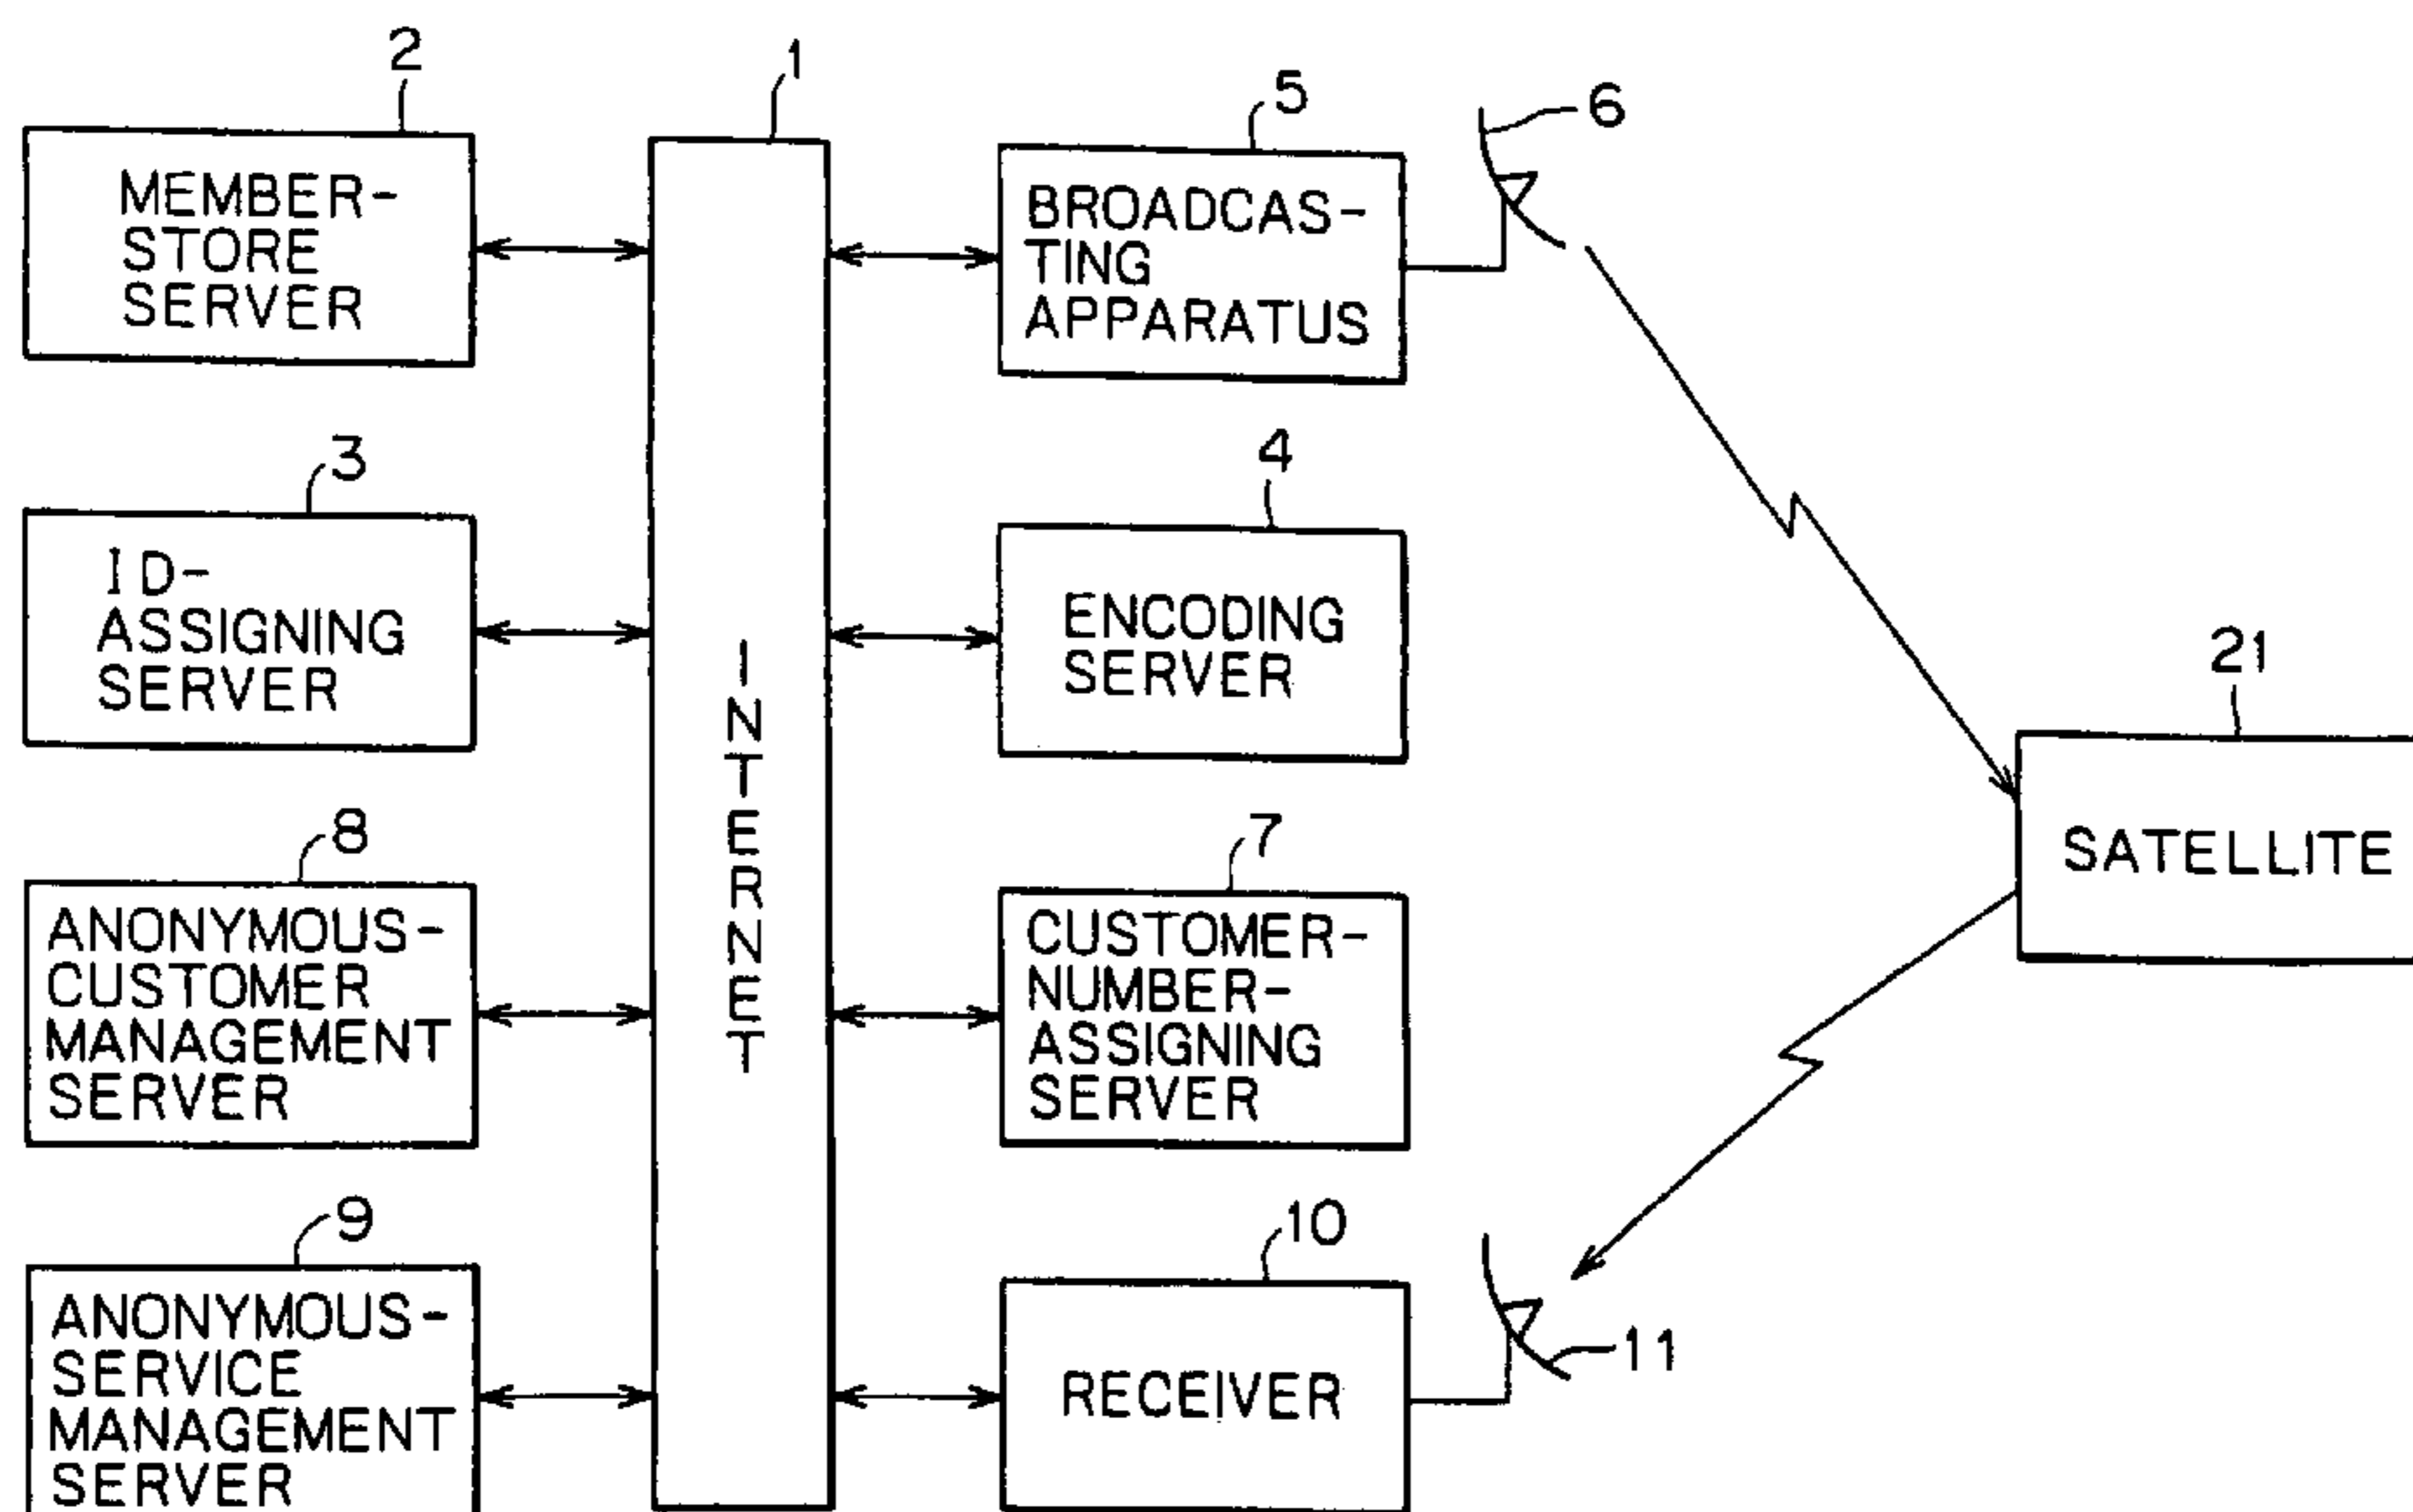 2
MEMBER-
STORE
SERVER
1
5
BROADCAS-
TING
APPARATUS
6
3
ID-
ASSIGNING
SERVER
INTERNET
4
ENCODING
SERVER
21
SATELLITE
8
ANONYMOUS-
CUSTOMER
MANAGEMENT
SERVER
7
CUSTOMER-
NUMBER-
ASSIGNING
SERVER
9
ANONYMOUS-
SERVICE
MANAGEMENT
SERVER
10
RECEIVER
11